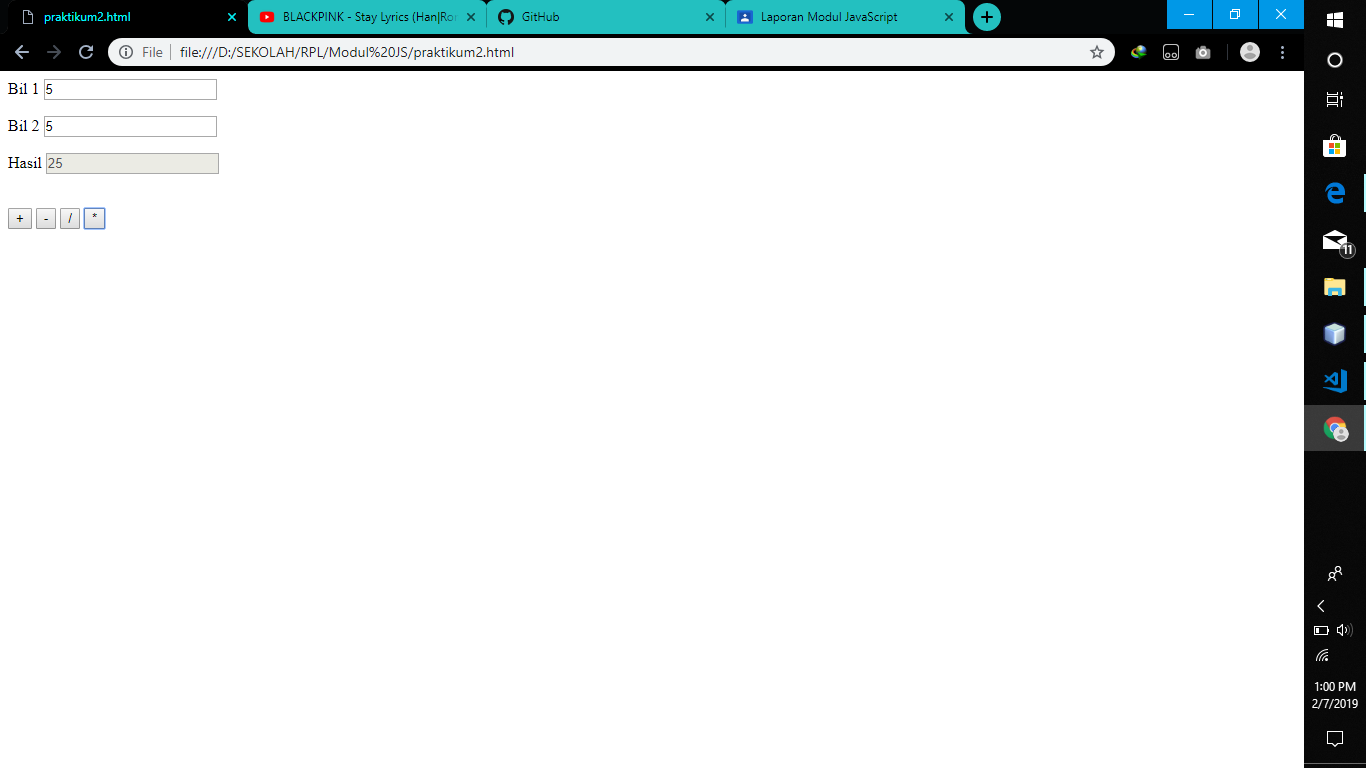 praktikum2.html
BLACKPINK - Stay Lyrics (Han|Ro
GitHub
Laporan Modul JavaScript
File
file:///D:/SEKOLAH/RPL/Modul%20JS/praktikum2.html
Bil 1 5
Bil 2 5
Hasil 25
+ - / *
11
1:00 PM
2/7/2019